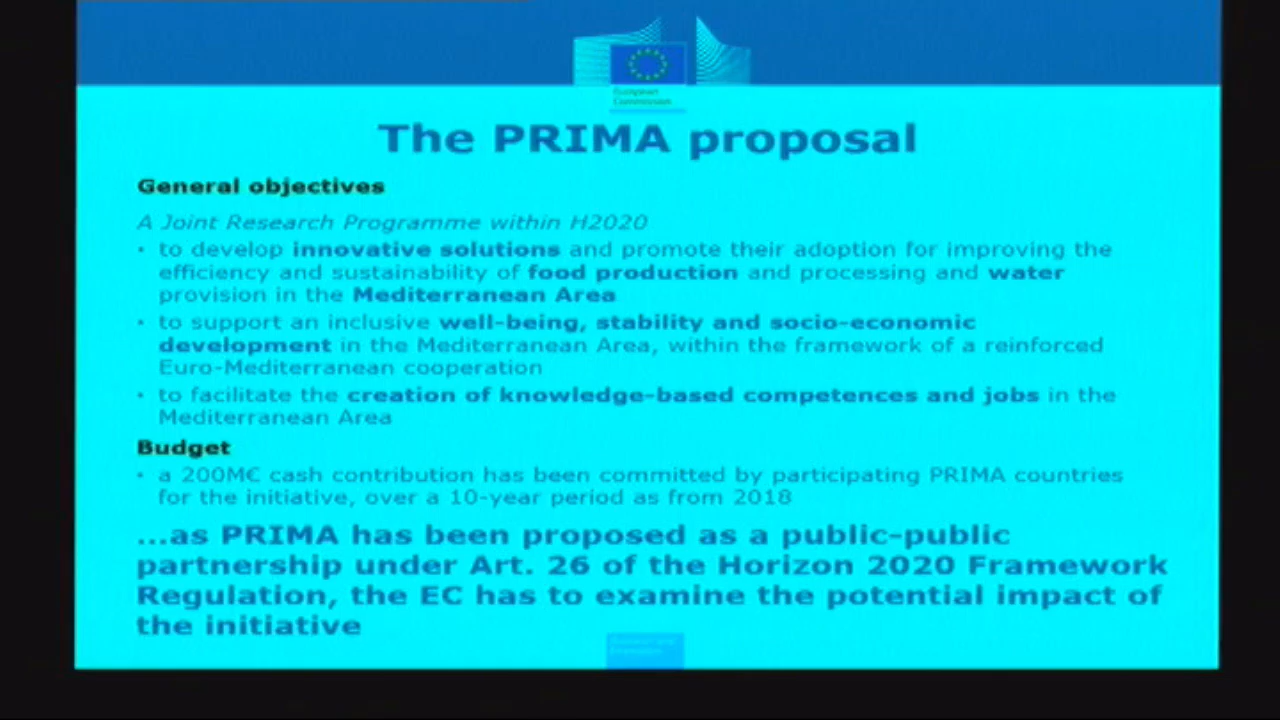 European
Commission
The PRIMA proposal
General objectives
A Joint Research Programme within H2020
• to develop innovative solutions and promote their adoption for improving the
efficiency and sustainability of food production and processing and water
provision in the Mediterranean Area
• to support an inclusive well-being, stability and socio-economic
development in the Mediterranean Area, within the framework of a reinforced
Euro-Mediterranean cooperation
• to facilitate the creation of knowledge-based competences and jobs in the
Mediterranean Area
Budget
• a 200M€ cash contribution has been committed by participating PRIMA countries
for the initiative, over a 10-year period as from 2018
...as PRIMA has been proposed as a public-public
partnership under Art. 26 of the Horizon 2020 Framework
Regulation, the EC has to examine the potential impact of
the initiative